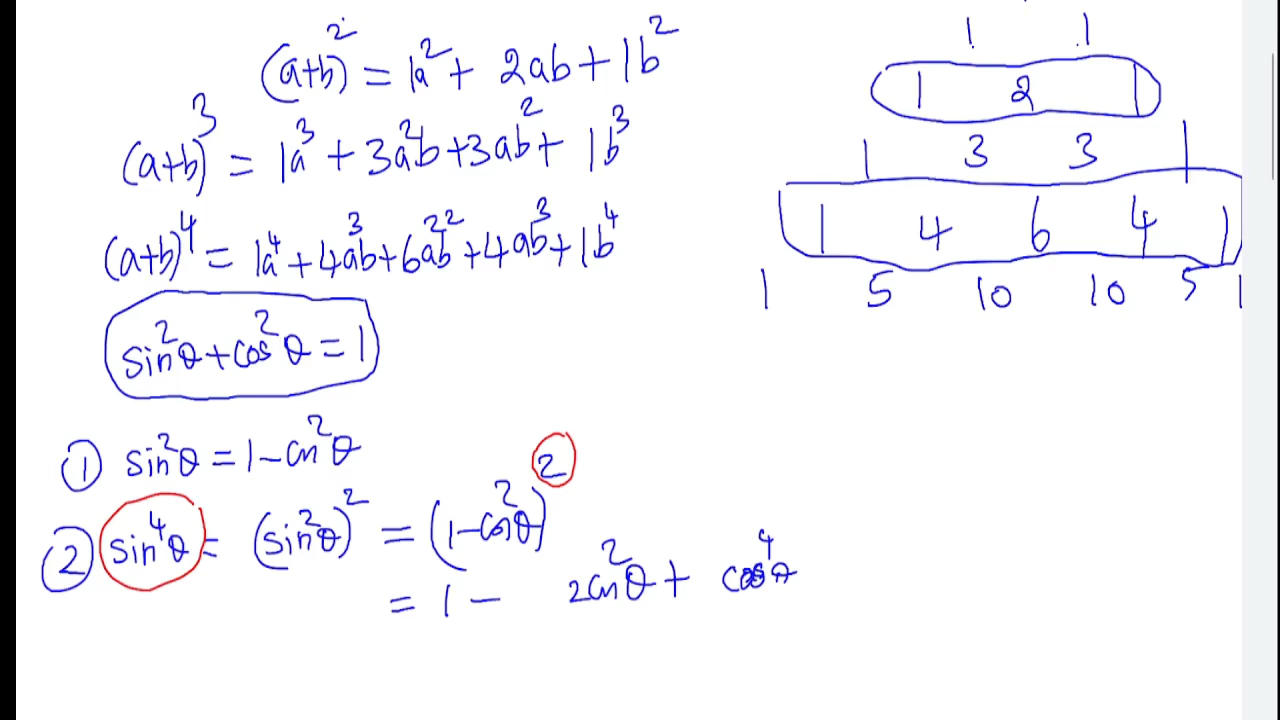 (a+b)² = 1a² + 2ab + 1b²
(a+b)³ = 1a³ + 3a²b + 3ab² + 1b³
(a+b)⁴ = 1a⁴ + 4a³b + 6a²b² + 4ab³ + 1b⁴
sin²θ + cos²θ = 1
① sin²θ = 1 - cos²θ
② sin⁴θ = (sin²θ)² = (1 - cos²θ)²
= 1 - 2cos²θ + cos⁴θ
1 1
1 2 1
1 3 3 1
1 4 6 4 1
1 5 10 10 5 1